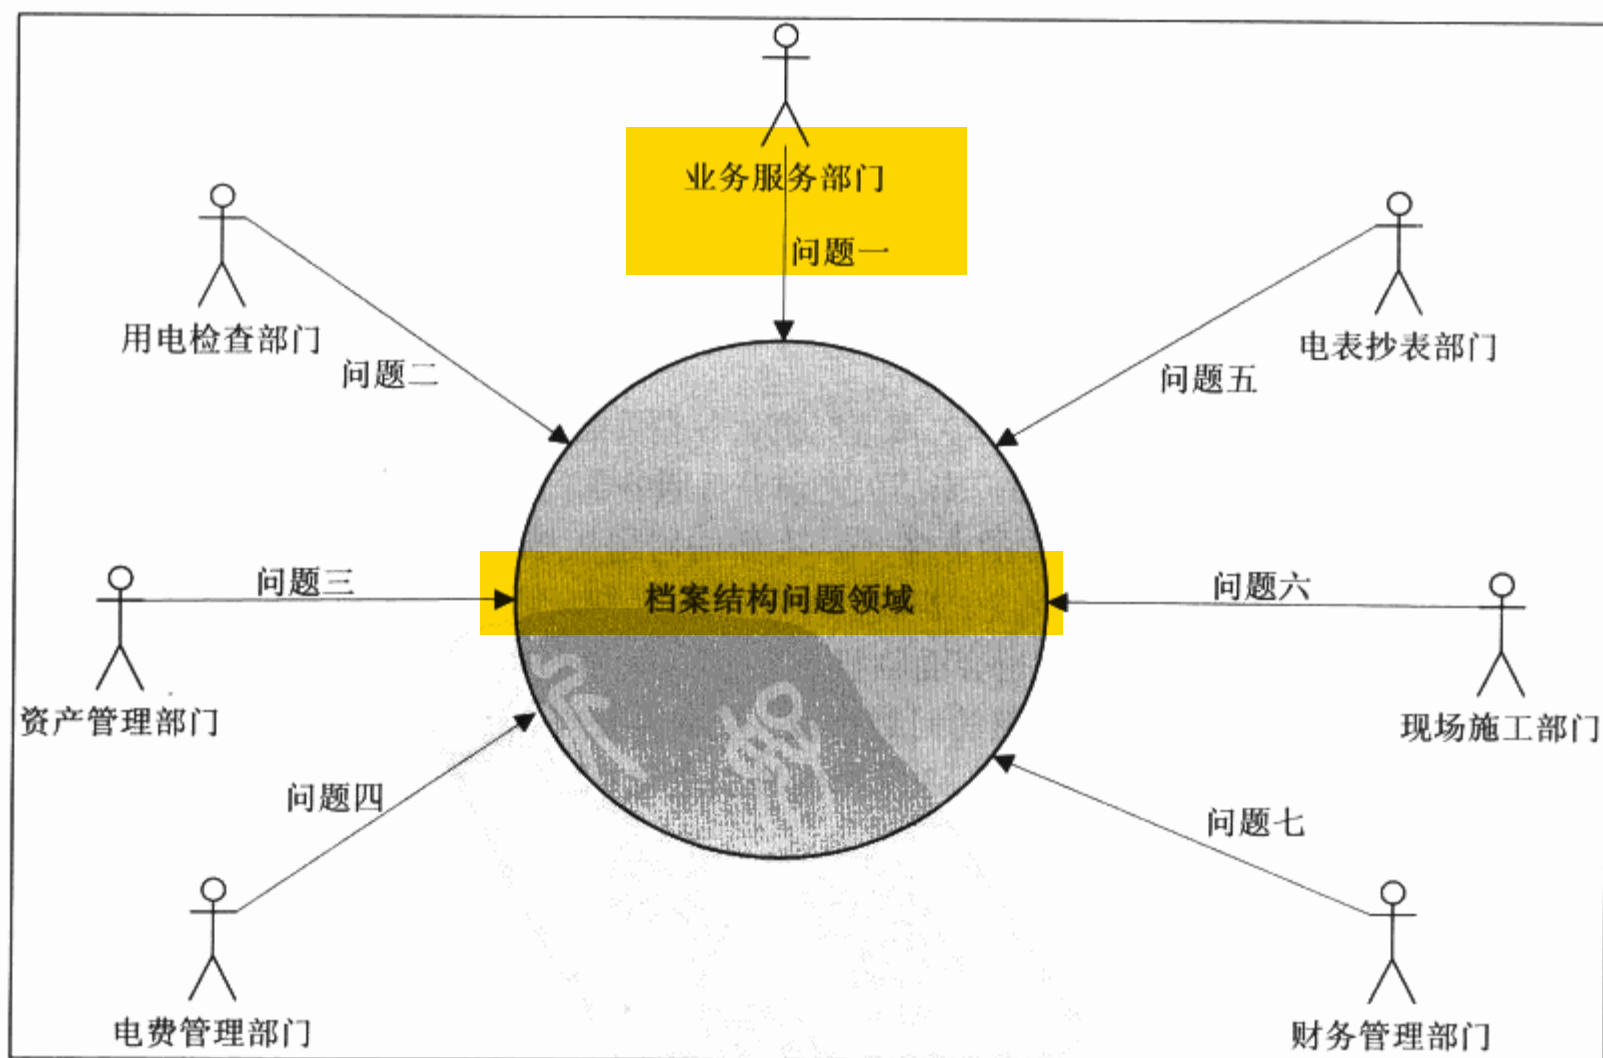 业务服务部门
问题一
用电检查部门
问题二
电表抄表部门
问题五
资产管理部门
问题三
档案结构问题领域
问题六
现场施工部门
电费管理部门
问题四
问题七
财务管理部门